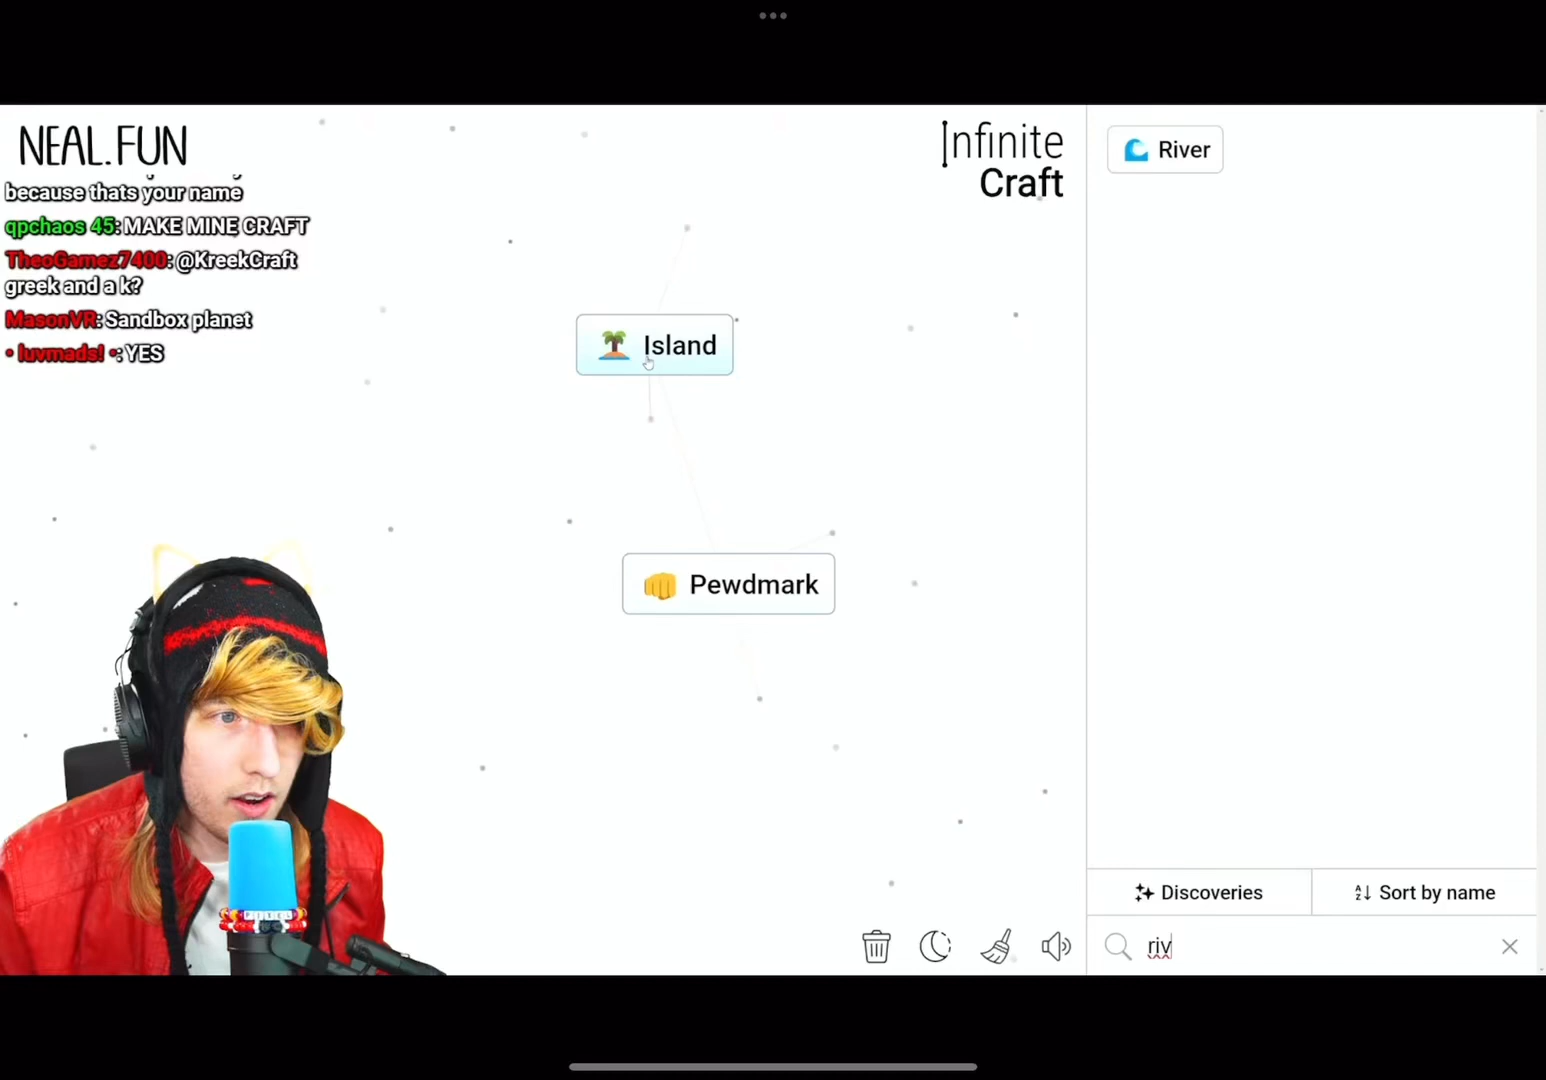 NEAL.FUN
because thats your name
qpchaos 45: MAKE MINE CRAFT
TheoGamez7400: @KreekCraft
greek and a k?
MasonVR: Sandbox planet
• luvmads! •: YES
Infinite
Craft
River
Island
Pewdmark
Discoveries
Sort by name
riv